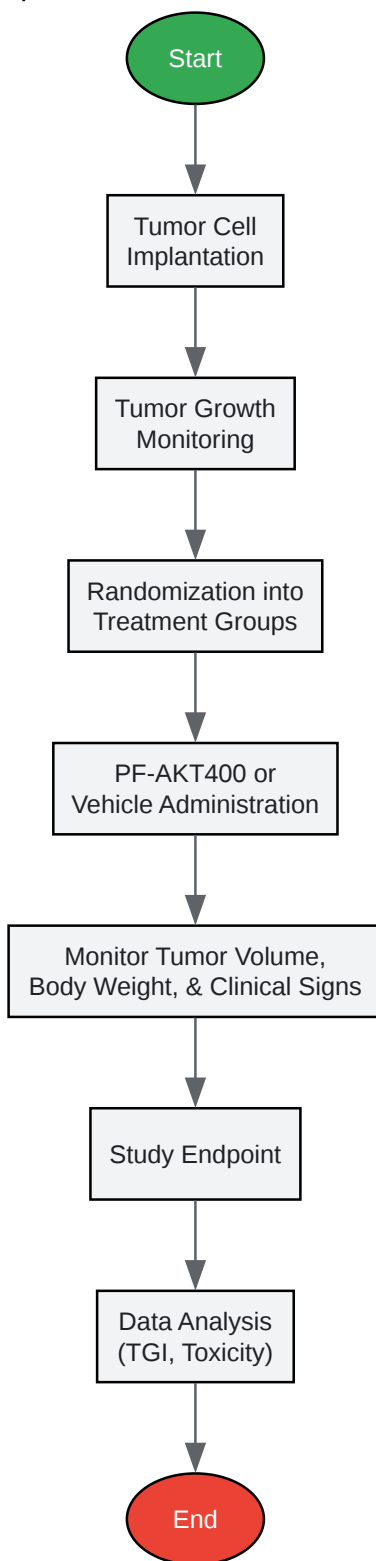 Start
Tumor Cell
Implantation
Tumor Growth
Monitoring
Randomization into
Treatment Groups
PF-AKT400 or
Vehicle Administration
Monitor Tumor Volume,
Body Weight, & Clinical Signs
Study Endpoint
Data Analysis
(TGI, Toxicity)
End